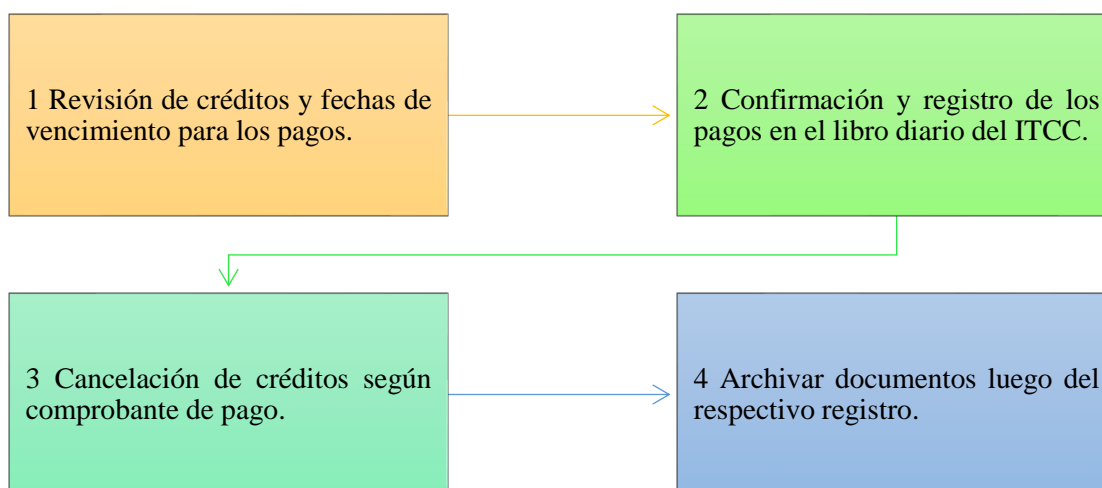 1 Revisión de créditos y fechas de
vencimiento para los pagos.
2 Confirmación y registro de los
pagos en el libro diario del ITCC.
3 Cancelación de créditos según
comprobante de pago.
4 Archivar documentos luego del
respectivo registro.